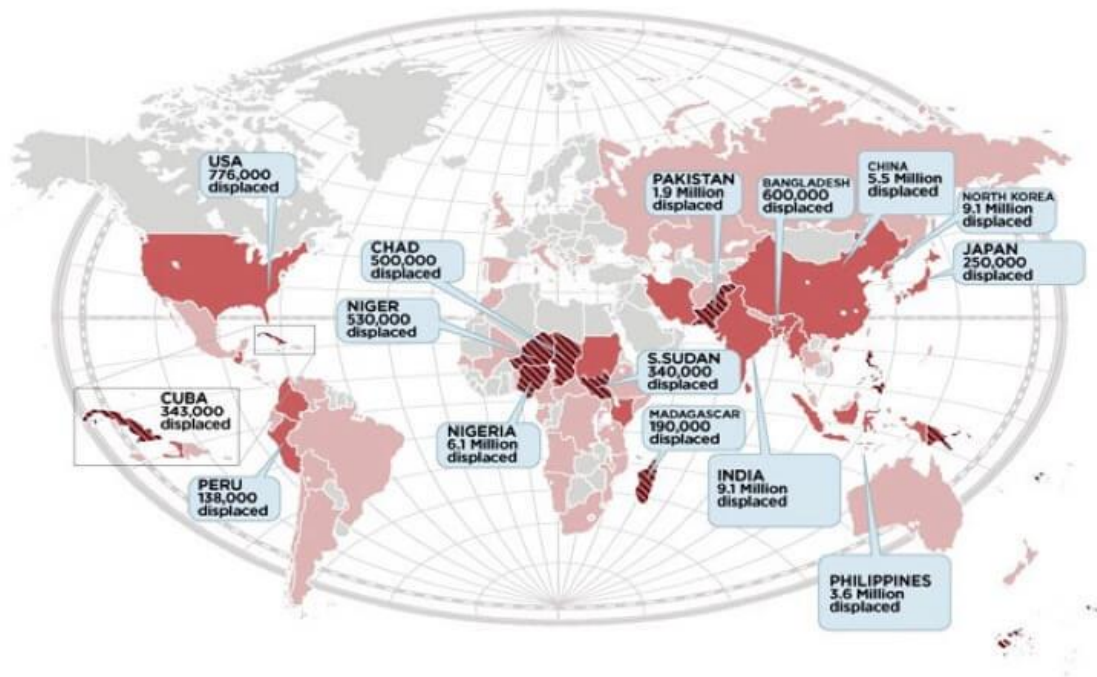 USA
776,000
displaced
CHAD
500,000
displaced
NIGER
530,000
displaced
CUBA
343,000
displaced
PERU
138,000
displaced
NIGERIA
6.1 Million
displaced
PAKISTAN
1.9 Million
displaced
BANGLADESH
600,000
displaced
CHINA
5.5 Million
displaced
NORTH KOREA
9.1 Million
displaced
JAPAN
250,000
displaced
S.SUDAN
340,000
displaced
MADAGASCAR
190,000
displaced
INDIA
9.1 Million
displaced
PHILIPPINES
3.6 Million
displaced